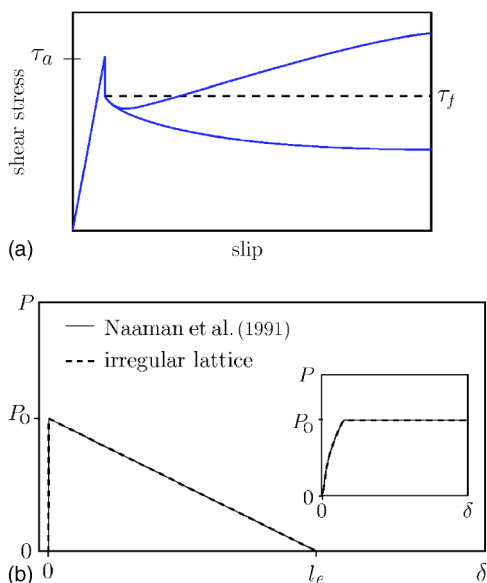 τa
τf
shear stress
slip
(a)
P
Naaman et al. (1991)
irregular lattice
P
P0
P0
0
0
δ
0
0
le
δ
(b)